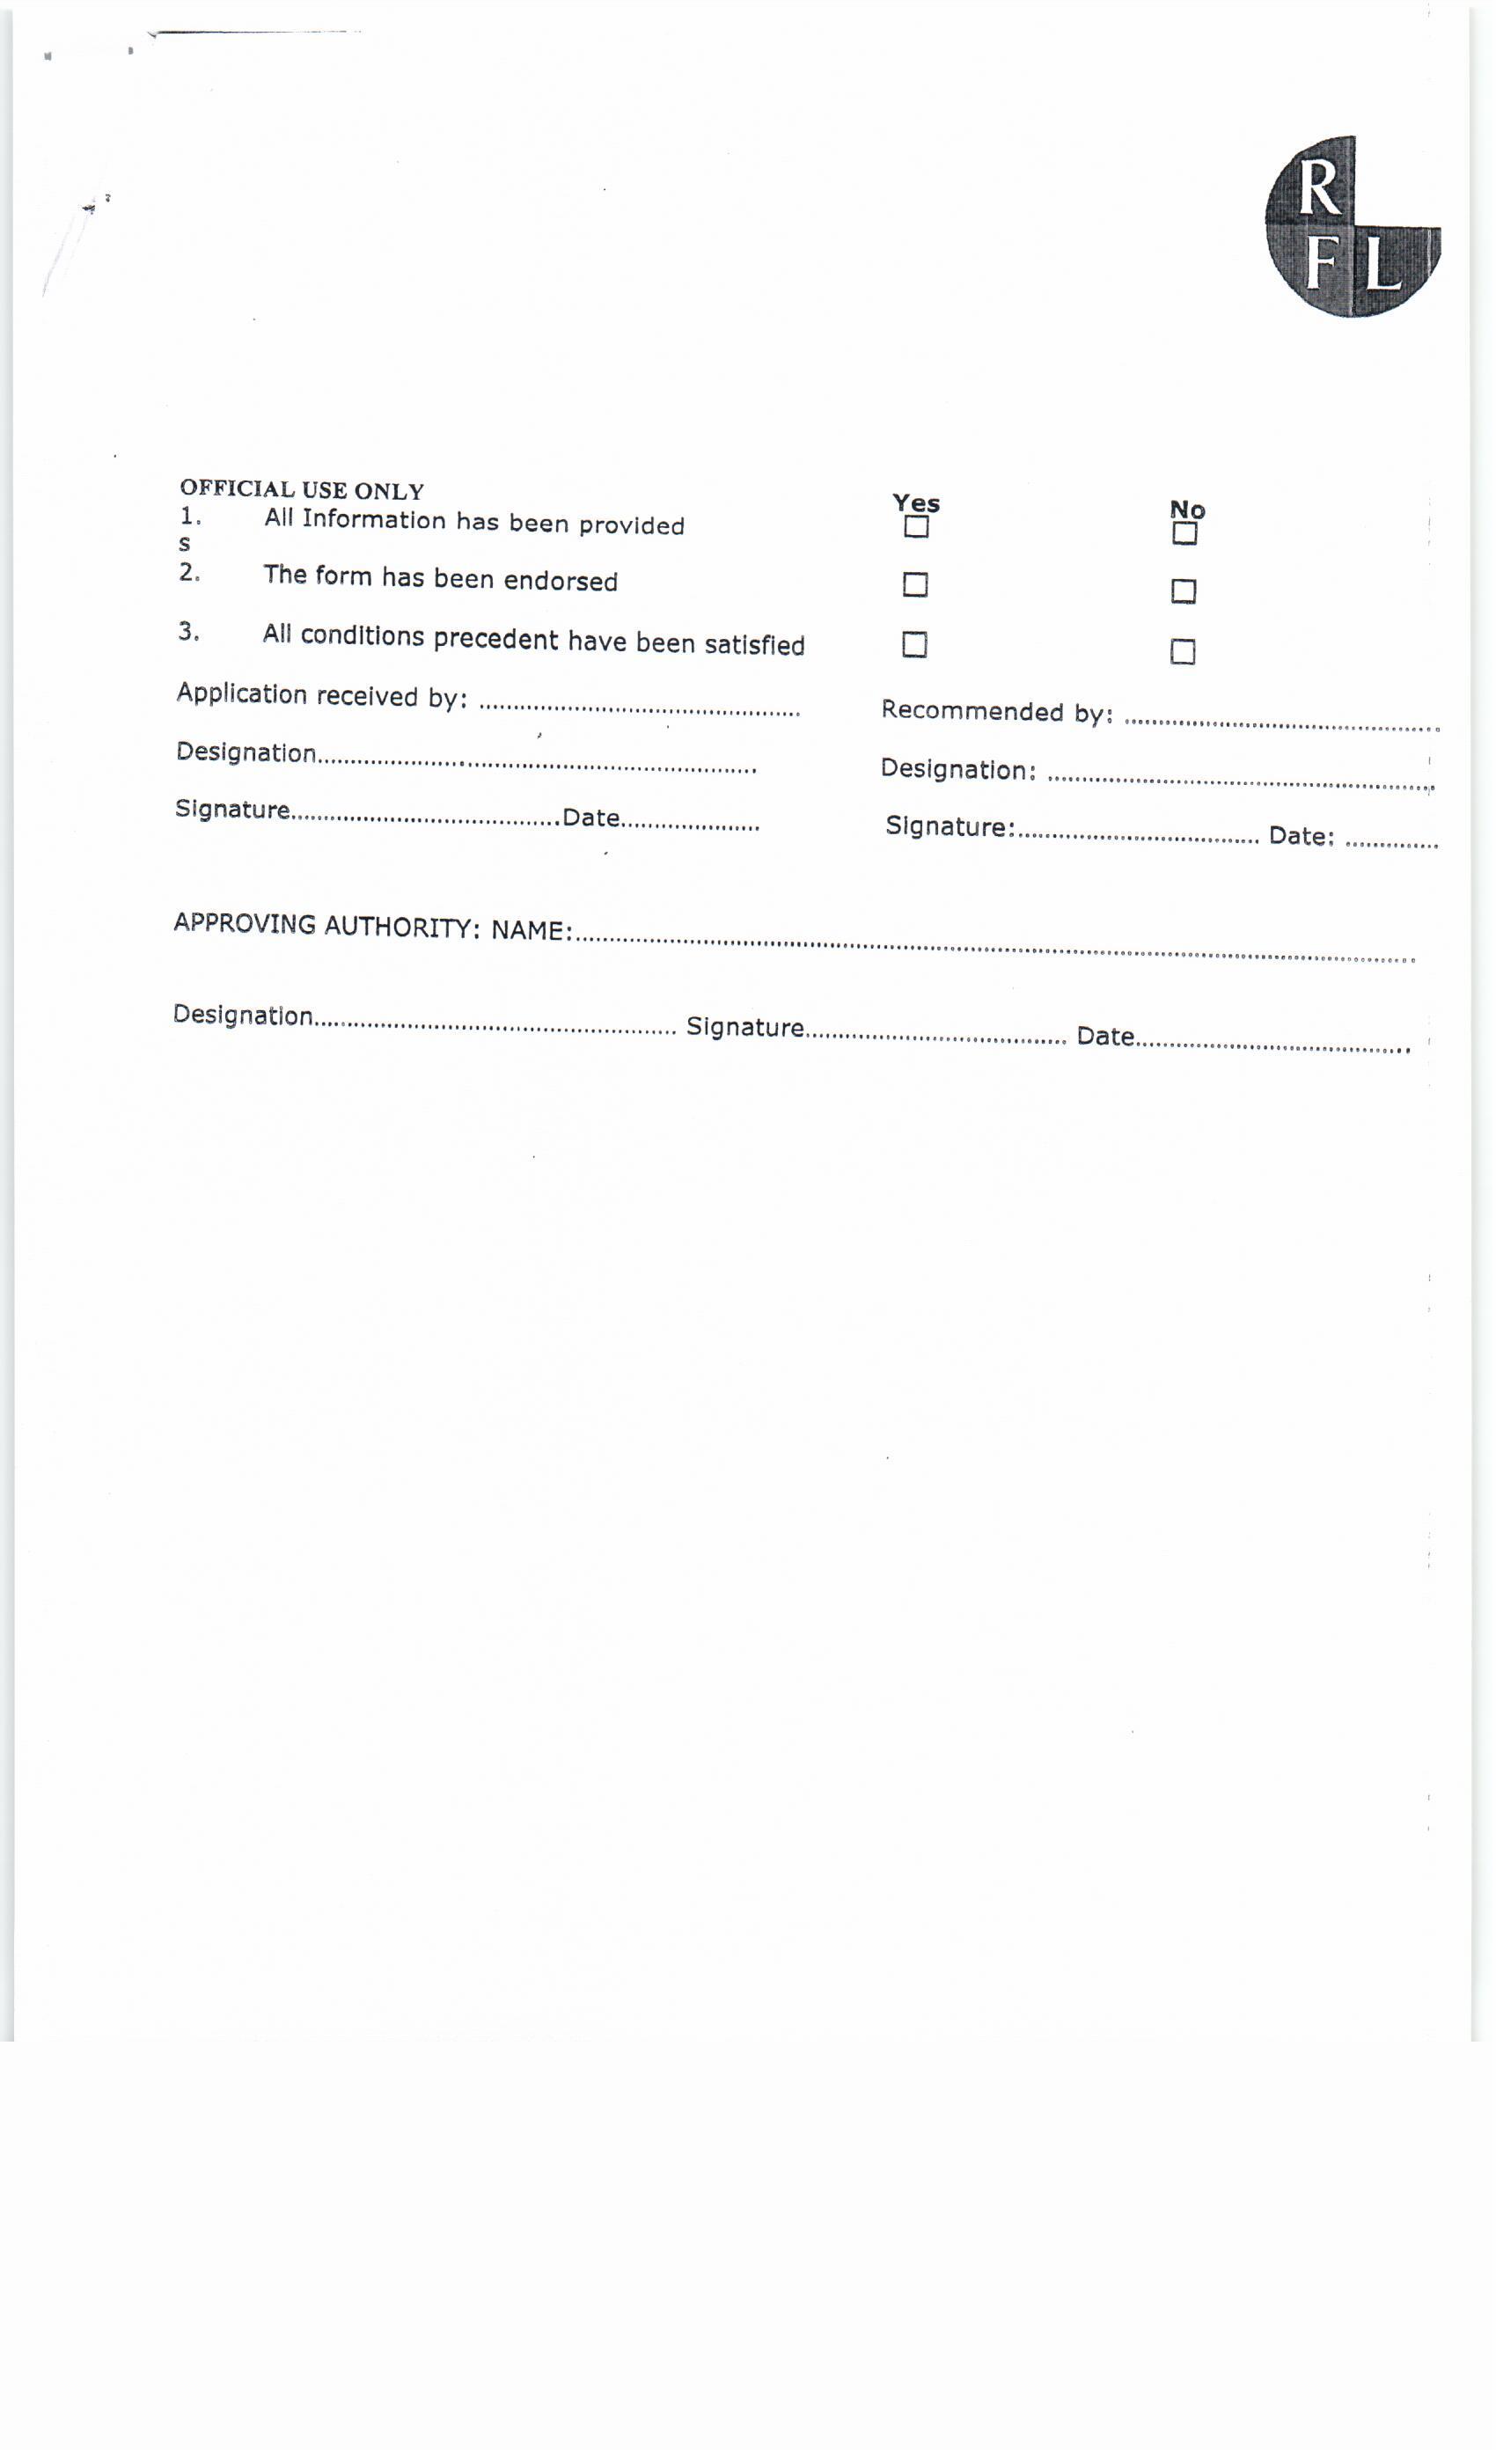 R
F L
OFFICIAL USE ONLY Yes No
1. All Information has been provided □ □
s
2. The form has been endorsed □ □
3. All conditions precedent have been satisfied □ □
Application received by: ................................................ Recommended by: ................................................
Designation.................................................................. Designation: ..........................................................
Signature........................................Date..................... Signature:.................................... Date: ..............
APPROVING AUTHORITY: NAME:..............................................................................................................................
Designation...................................................... Signature....................................... Date.........................................